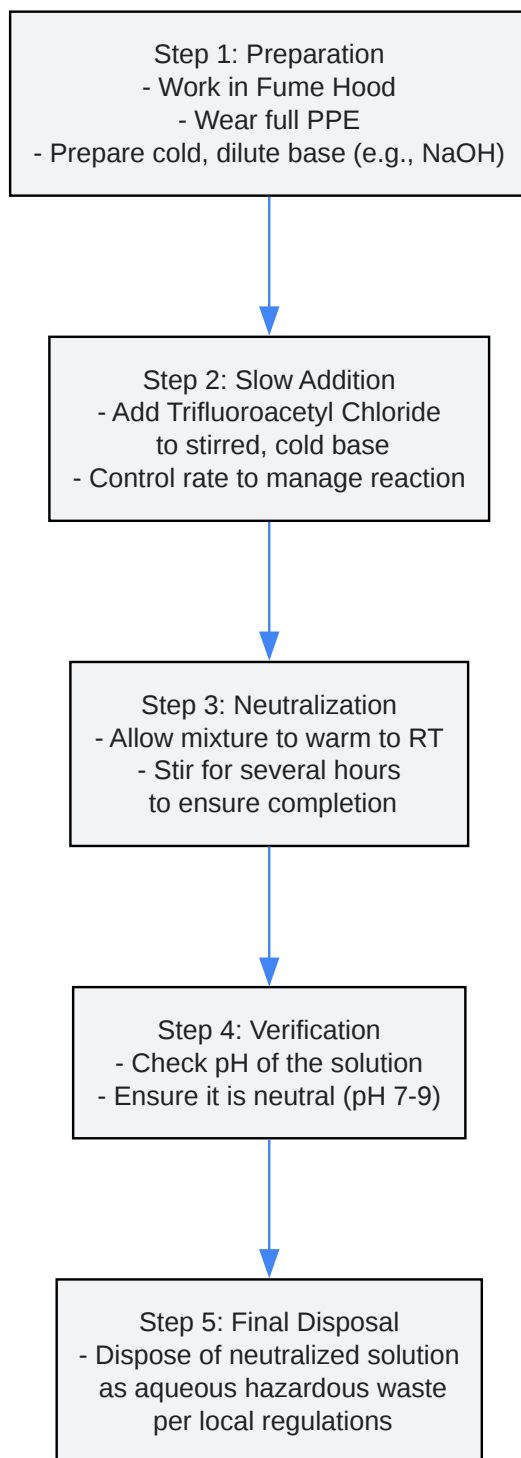 Step 1: Preparation
- Work in Fume Hood
- Wear full PPE
- Prepare cold, dilute base (e.g., NaOH)
Step 2: Slow Addition
- Add Trifluoroacetyl Chloride
to stirred, cold base
- Control rate to manage reaction
Step 3: Neutralization
- Allow mixture to warm to RT
- Stir for several hours
to ensure completion
Step 4: Verification
- Check pH of the solution
- Ensure it is neutral (pH 7-9)
Step 5: Final Disposal
- Dispose of neutralized solution
as aqueous hazardous waste
per local regulations